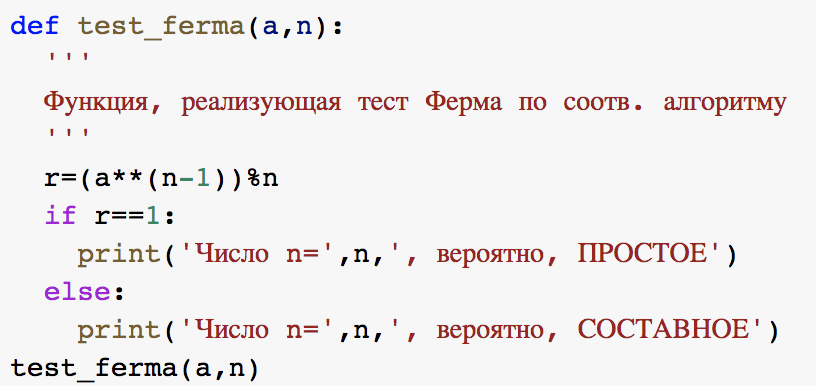 def test_ferma(a,n):
'''
Функция, реализующая тест Ферма по соотв. алгоритму
'''
r=(a**(n-1))%n
if r==1:
print('Число n=',n,', вероятно, ПРОСТОЕ')
else:
print('Число n=',n,', вероятно, СОСТАВНОЕ')
test_ferma(a,n)